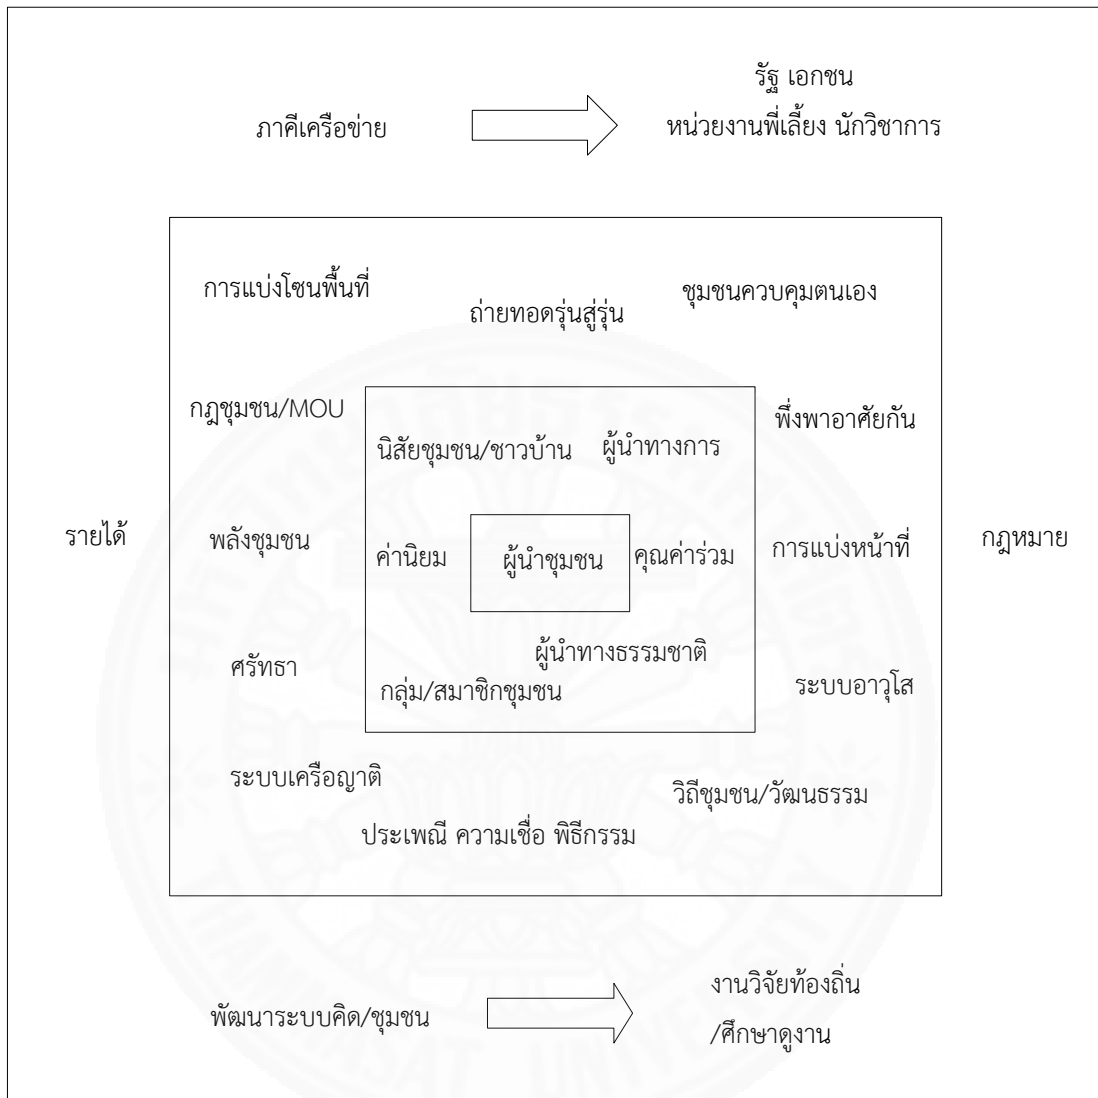 รัฐ เอกชน
ภาคีเครือข่าย
หน่วยงานพี่เลี้ยง นักวิชาการ
การแบ่งโซนพื้นที่
ถ่ายทอดรุ่นสู่รุ่น
ชุมชนควบคุมตนเอง
กฎชุมชน/MOU
พึ่งพาอาศัยกัน
นิสัยชุมชน/ชาวบ้าน
ผู้นำทางการ
รายได้
พลังชุมชน
ค่านิยม
ผู้นำชุมชน
คุณค่าร่วม
การแบ่งหน้าที่
กฎหมาย
ศรัทธา
ผู้นำทางธรรมชาติ
กลุ่ม/สมาชิกชุมชน
ระบบอาวุโส
ระบบเครือญาติ
วิถีชุมชน/วัฒนธรรม
ประเพณี ความเชื่อ พิธีกรรม
พัฒนาระบบคิด/ชุมชน
งานวิจัยท้องถิ่น
/ศึกษาดูงาน
THAMMASAT UNIVERSITY